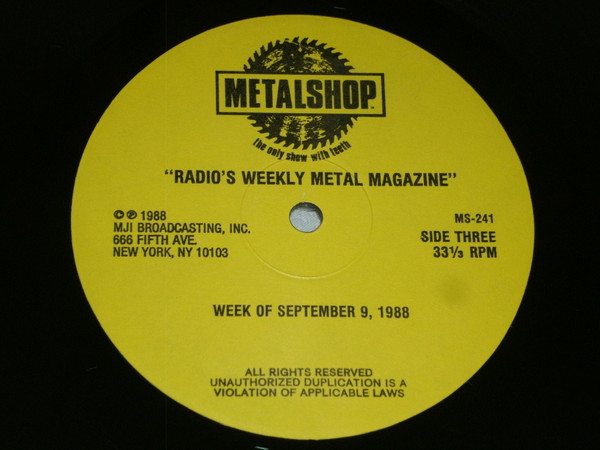 METALSHOP™
the only show with teeth
"RADIO'S WEEKLY METAL MAGAZINE"
© ℗ 1988
MJI BROADCASTING, INC.
666 FIFTH AVE.
NEW YORK, NY 10103
MS-241
SIDE THREE
33⅓ RPM
WEEK OF SEPTEMBER 9, 1988
ALL RIGHTS RESERVED
UNAUTHORIZED DUPLICATION IS A
VIOLATION OF APPLICABLE LAWS